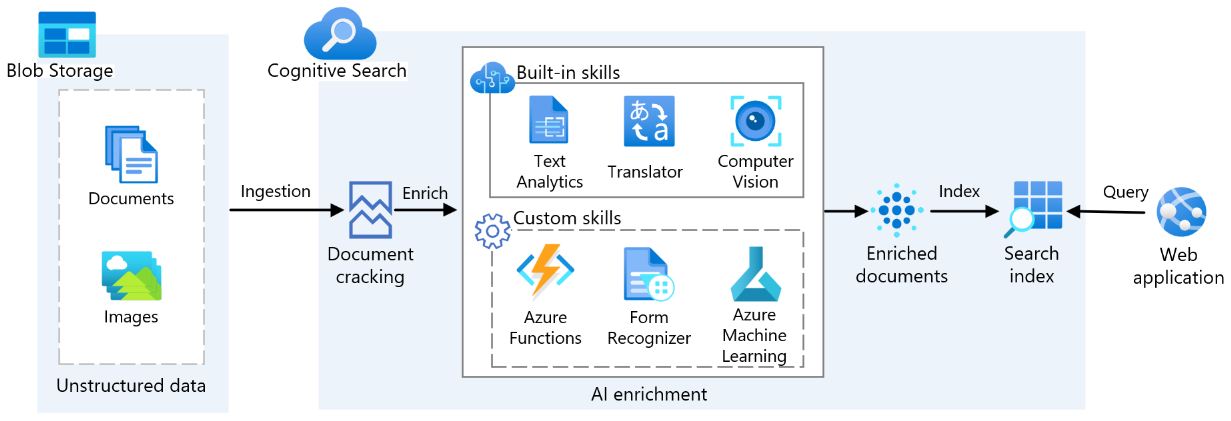 Blob Storage
Documents
Images
Unstructured data
Ingestion
Cognitive Search
Document
cracking
Enrich
Built-in skills
Text
Analytics
Translator
Computer
Vision
Custom skills
Azure
Functions
Form
Recognizer
Azure
Machine
Learning
AI enrichment
Enriched
documents
Index
Search
index
Query
Web
application
あ
a